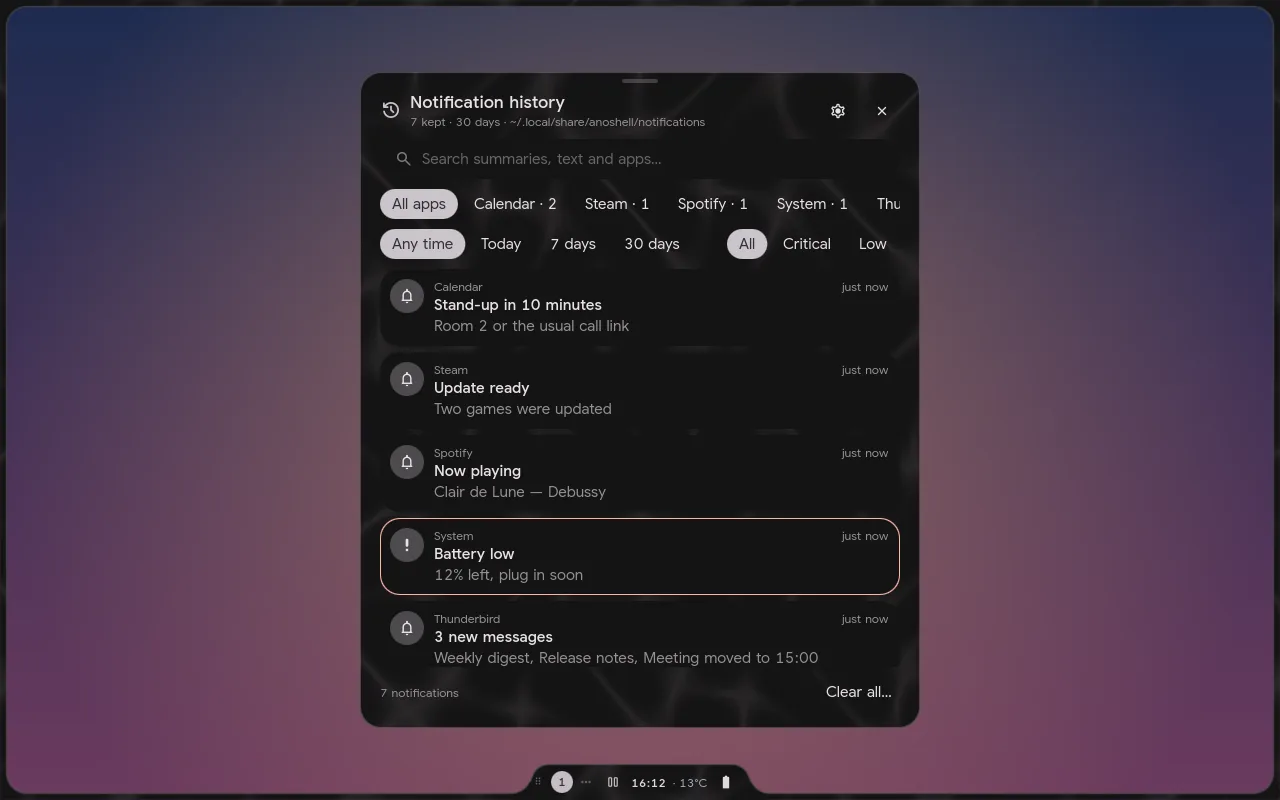 Notification history
7 kept · 30 days · ~/.local/share/anoshell/notifications
Search summaries, text and apps...
All apps Calendar · 2 Steam · 1 Spotify · 1 System · 1 Thu
Any time Today 7 days 30 days All Critical Low
Calendar just now
Stand-up in 10 minutes
Room 2 or the usual call link
Steam just now
Update ready
Two games were updated
Spotify just now
Now playing
Clair de Lune — Debussy
System just now
Battery low
12% left, plug in soon
Thunderbird just now
3 new messages
Weekly digest, Release notes, Meeting moved to 15:00
7 notifications Clear all...
1 16:12 · 13°C